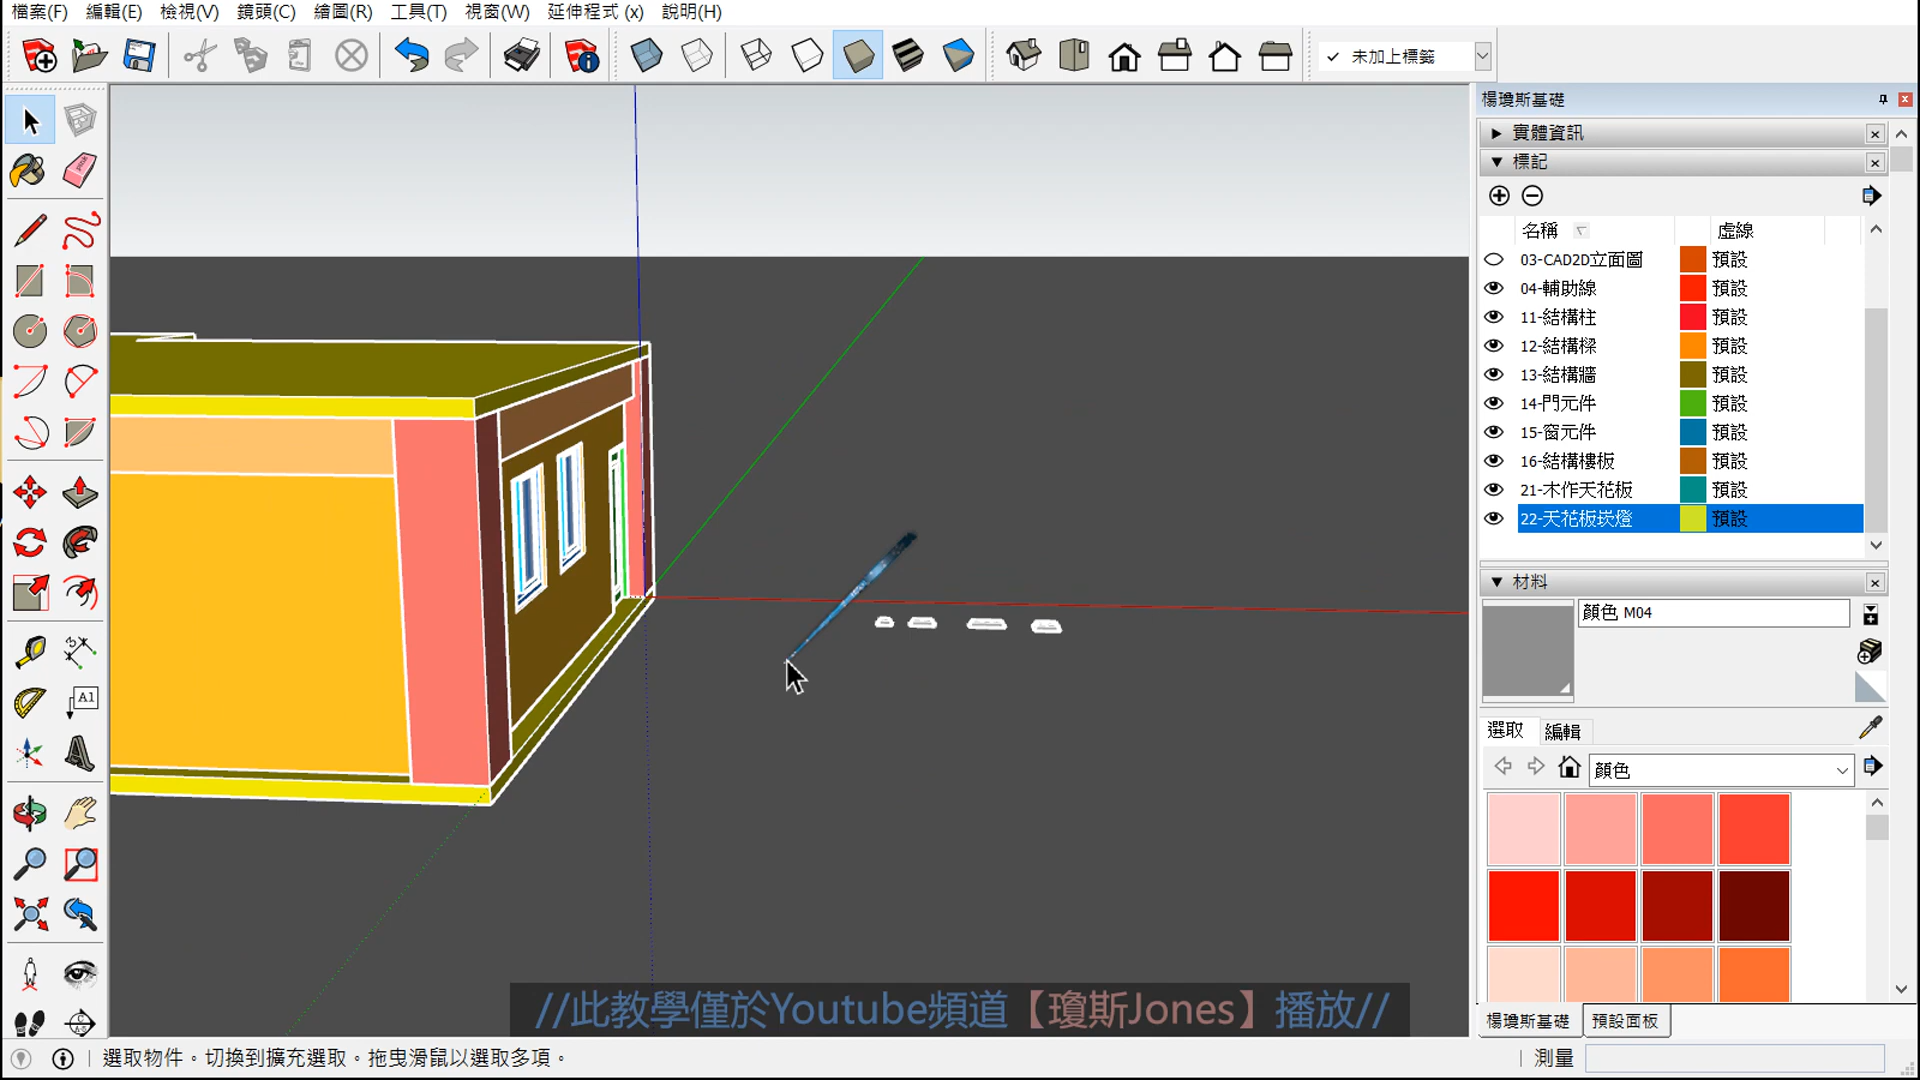 檔案(F) 編輯(E) 檢視(V) 鏡頭(C) 繪圖(R) 工具(T) 視窗(W) 延伸程式 (x) 說明(H)
✓ 未加上標籤
楊瓊斯基礎
實體資訊
標記
名稱 虛線
03-CAD2D立面圖 預設
04-輔助線 預設
11-結構柱 預設
12-結構樑 預設
13-結構牆 預設
14-門元件 預設
15-窗元件 預設
16-結構樓板 預設
21-木作天花板 預設
22-天花板崁燈 預設
材料
顏色 M04
選取 編輯
顏色
楊瓊斯基礎 預設面板
A1
//此教學僅於Youtube頻道【瓊斯Jones】播放//
選取物件。切換到擴充選取。拖曳滑鼠以選取多項。
測量